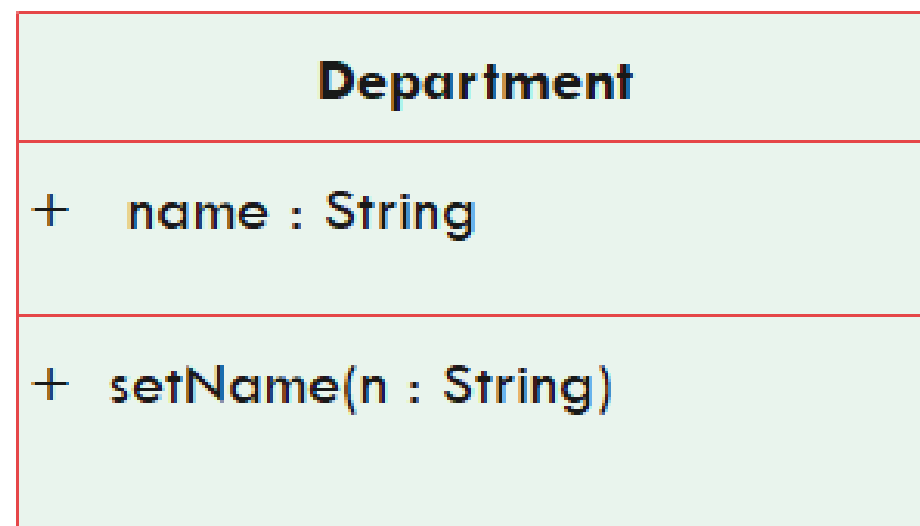 Department
+ name : String
+ setName(n : String)